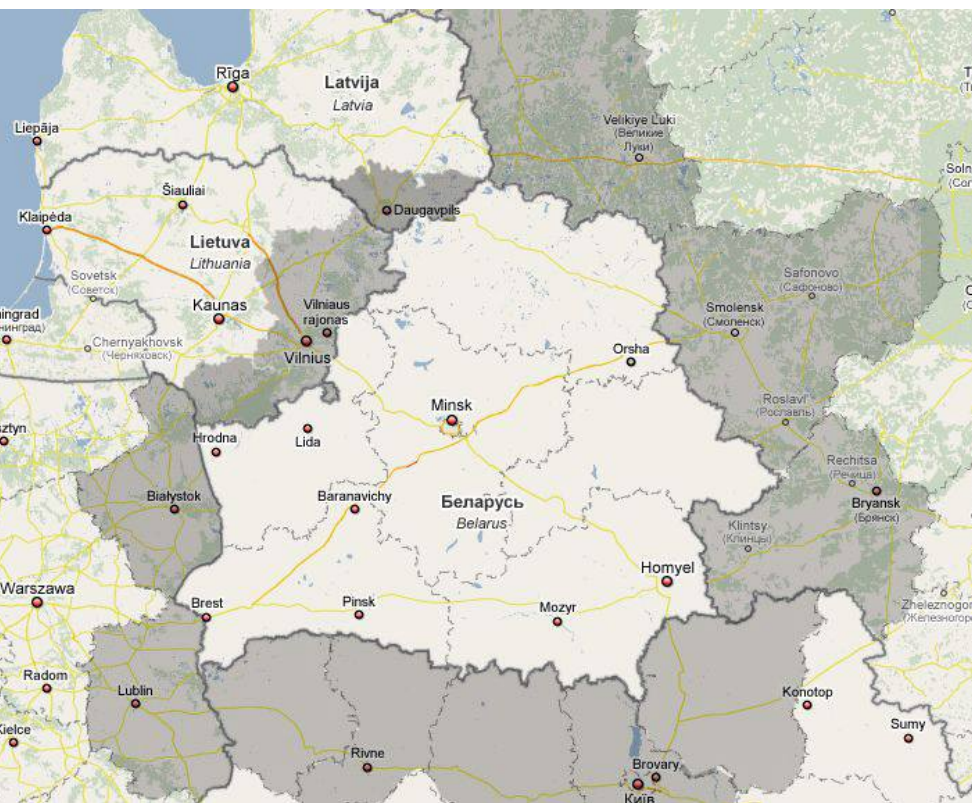 Rīga
Latvija
Latvia
Liepāja
Velikiye Luki
(Великие
Луки)
Šiauliai
Daugavpils
Klaipėda
Lietuva
Lithuania
Sovetsk
(Советск)
Safonovo
(Сафоново)
Kaunas
Vilniaus
rajonas
Smolensk
(Смоленск)
Chernyakhovsk
(Черняховск)
Vilnius
Orsha
Roslavl'
(Рославль)
Minsk
Hrodna
Lida
Rechitsa
(Речица)
Białystok
Baranavichy
Беларусь
Belarus
Bryansk
(Брянск)
Klintsy
(Клинцы)
Homyel
Warszawa
Brest
Pinsk
Mozyr
Radom
Lublin
Konotop
Sumy
Rivne
Brovary
Київ